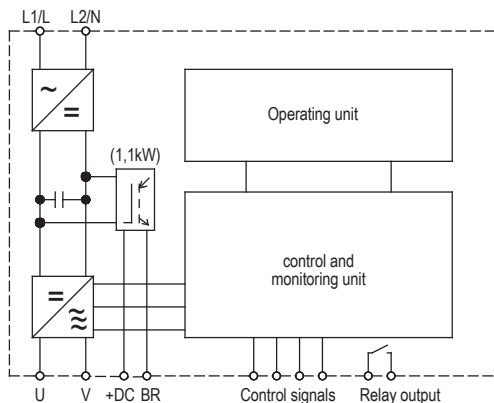 L1/L L2/N
~
=
Operating unit
(1,1kW)
control and
monitoring unit
=
≈
U V +DC BR Control signals Relay output